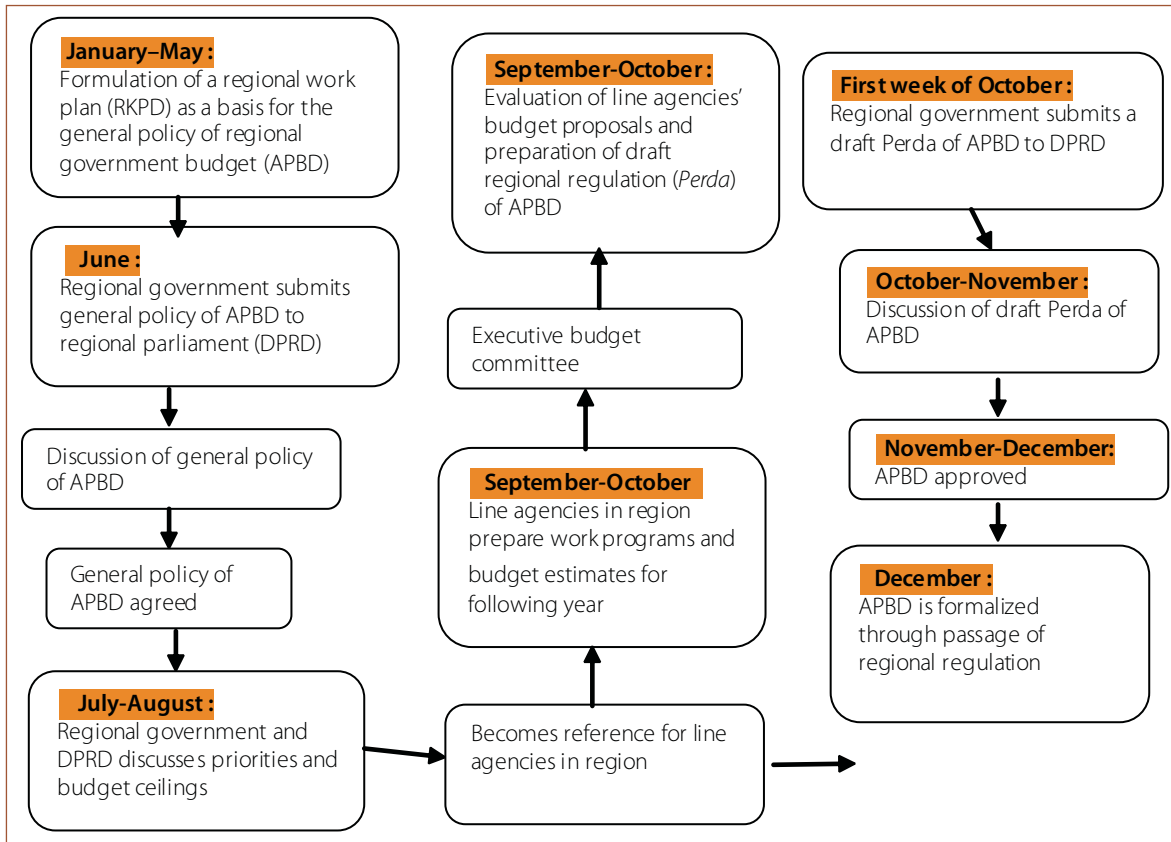 January–May :
Formulation of a regional work
plan (RKPD) as a basis for the
general policy of regional
government budget (APBD)
June :
Regional government submits
general policy of APBD to
regional parliament (DPRD)
Discussion of general policy
of APBD
General policy of
APBD agreed
July-August :
Regional government and
DPRD discusses priorities and
budget ceilings
Becomes reference for line
agencies in region
September-October
Line agencies in region
prepare work programs and
budget estimates for
following year
Executive budget
committee
September-October :
Evaluation of line agencies’
budget proposals and
preparation of draft
regional regulation (Perda)
of APBD
First week of October :
Regional government submits a
draft Perda of APBD to DPRD
October-November :
Discussion of draft Perda of
APBD
November-December:
APBD approved
December :
APBD is formalized
through passage of
regional regulation